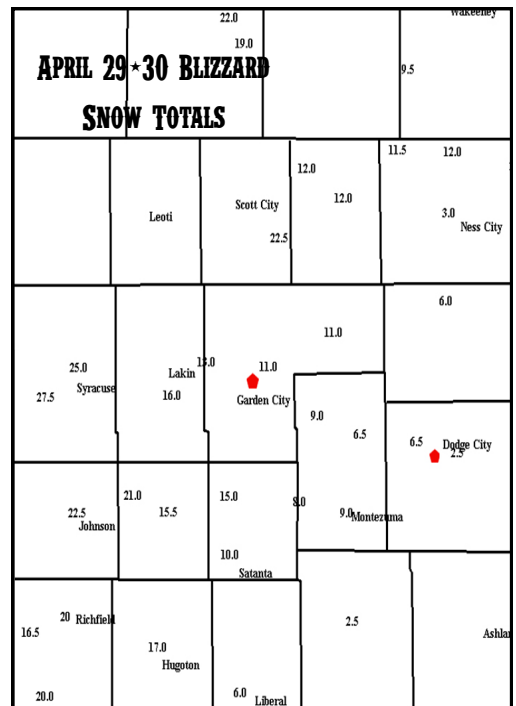 Wakeeney
22.0
19.0
April 29★30 Blizzard
9.5
Snow Totals
11.5 12.0
12.0
12.0
Scott City
Leoti
3.0
Ness City
22.5
6.0
11.0
25.0
11.0
Lakin
Syracuse
16.0
27.5
Garden City
9.0
6.5
6.5
Dodge City
2.5
21.0
15.0
8.0
22.5
15.5
9.0
Montezuma
Johnson
10.0
Satanta
20 Richfield
2.5
16.5
Ashlan
17.0
Hugoton
20.0
6.0
Liberal